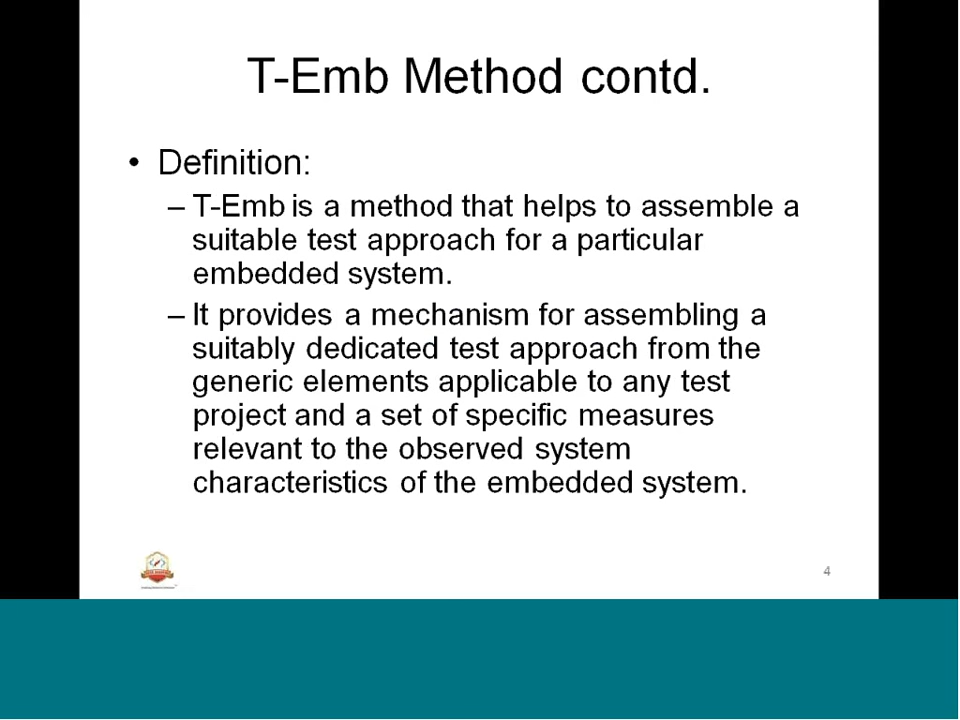 T-Emb Method contd.
• Definition:
– T-Emb is a method that helps to assemble a
suitable test approach for a particular
embedded system.
– It provides a mechanism for assembling a
suitably dedicated test approach from the
generic elements applicable to any test
project and a set of specific measures
relevant to the observed system
characteristics of the embedded system.
4